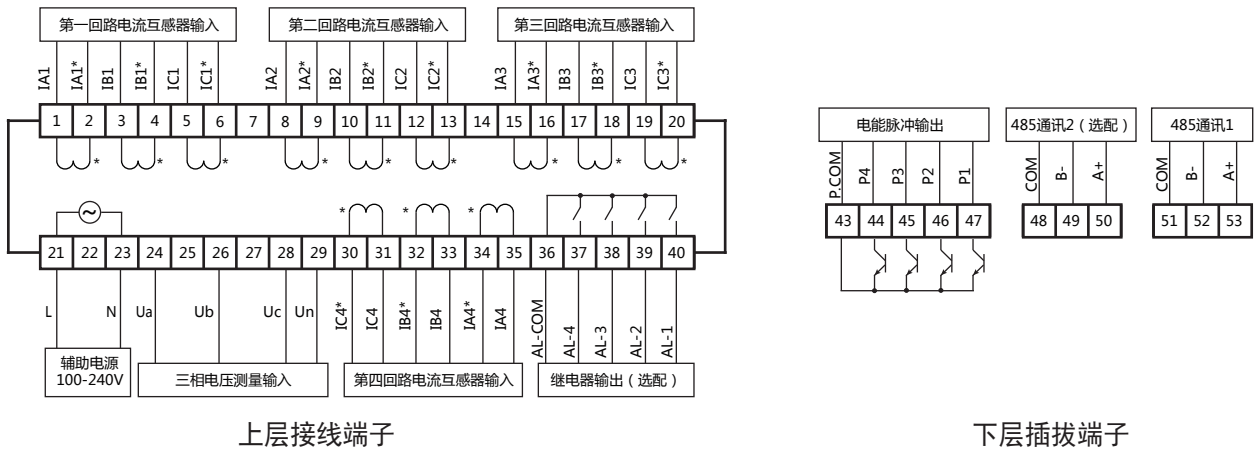 第一回路电流互感器输入 第二回路电流互感器输入 第三回路电流互感器输入
IA1 IA1* IB1 IB1* IC1 IC1* IA2 IA2* IB2 IB2* IC2 IC2* IA3 IA3* IB3 IB3* IC3 IC3*
1 2 3 4 5 6 7 8 9 10 11 12 13 14 15 16 17 18 19 20
* * * * * * * * *
* * *
21 22 23 24 25 26 27 28 29 30 31 32 33 34 35 36 37 38 39 40
L N Ua Ub Uc Un IC4* IC4 IB4* IB4 IA4* IA4 AL-COM AL-4 AL-3 AL-2 AL-1
辅助电源
100-240V
三相电压测量输入 第四回路电流互感器输入 继电器输出（选配）
上层接线端子
电能脉冲输出 485通讯2（选配） 485通讯1
P.COM P4 P3 P2 P1 COM B- A+ COM B- A+
43 44 45 46 47 48 49 50 51 52 53
下层插拔端子